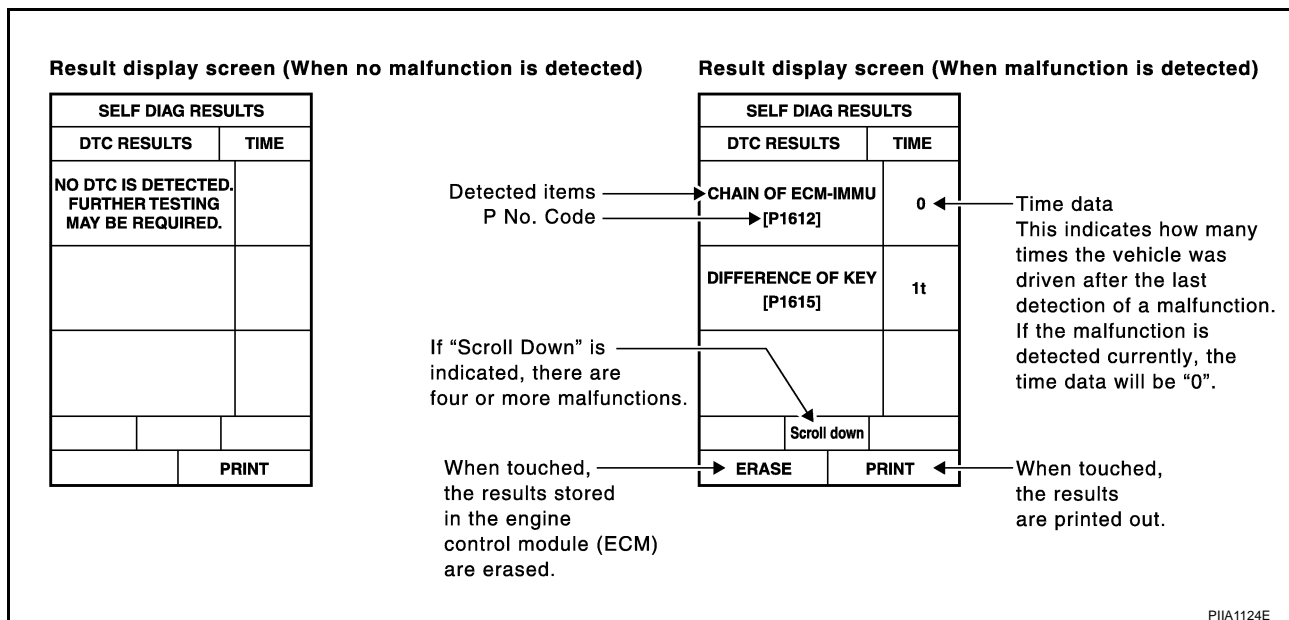 Result display screen (When no malfunction is detected)
SELF DIAG RESULTS
DTC RESULTS TIME
NO DTC IS DETECTED.
FURTHER TESTING
MAY BE REQUIRED.
PRINT
Result display screen (When malfunction is detected)
SELF DIAG RESULTS
DTC RESULTS TIME
Detected items
P No. Code
CHAIN OF ECM-IMMU
[P1612]
0
Time data
This indicates how many
times the vehicle was
driven after the last
detection of a malfunction.
If the malfunction is
detected currently, the
time data will be “0”.
DIFFERENCE OF KEY
[P1615]
1t
If “Scroll Down” is
indicated, there are
four or more malfunctions.
Scroll down
When touched,
the results stored
in the engine
control module (ECM)
are erased.
ERASE PRINT
When touched,
the results
are printed out.
PIIA1124E